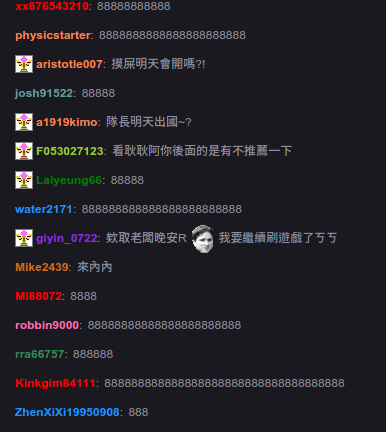 xx876543210: 88888888888
physicstarter: 8888888888888888888888
aristotle007: 摸屎明天會開嗎?!
josh91522: 88888
a1919kimo: 隊長明天出國~?
F053027123: 看耿耿阿你後面的是有不推薦一下
Laiyeung66: 88888
water2171: 888888888888888888888888
giyin_0722: 欸取老闆晚安R 我要繼續刷遊戲了ㄎㄎ
Mike2439: 來內內
Mi88072: 8888
robbin9000: 88888888888888888888888
rra66757: 888888
Kinkgim84111: 888888888888888888888888888888888888
ZhenXiXi19950908: 888